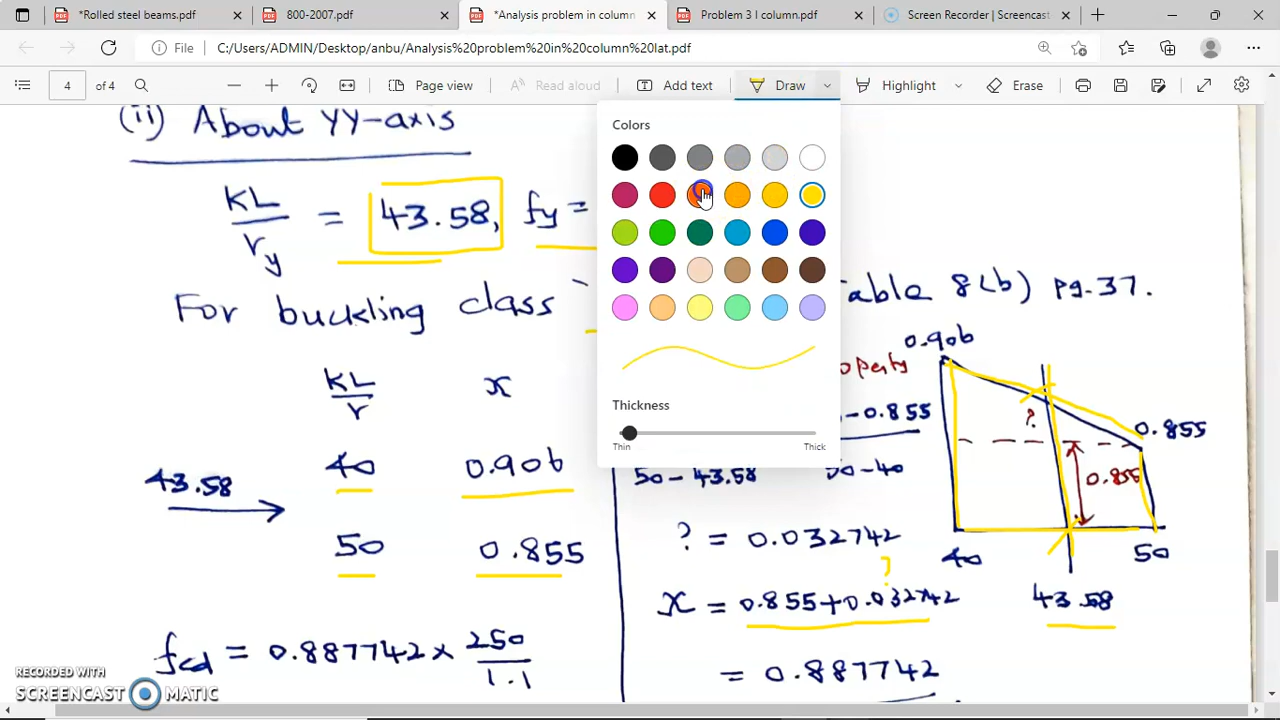 *Rolled steel beams.pdf
800-2007.pdf
*Analysis problem in column
Problem 3 I column.pdf
Screen Recorder | Screencast
File
C:/Users/ADMIN/Desktop/anbu/Analysis%20problem%20in%20column%20lat.pdf
4 of 4
Page view
Read aloud
Add text
Draw
Highlight
Erase
(ii) About YY-axis
Colors
KL/ry = 43.58, fy =
For buckling class
able 8(b) pg.37.
KL/r x
operty
0.906
-0.855
?
0.855
0.855
Thickness
Thin
Thick
40 0.906
43.58
50 - 43.58 50-40
50 0.855
? = 0.032742
40
50
?
x = 0.855+0.032742
43.58
fcd = 0.887742 x 250/1.1
= 0.887742
RECORDED WITH
SCREENCAST MATIC